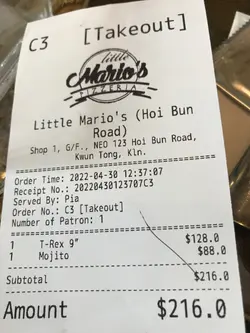 C3 [Takeout]
little
Mario's
PIZZERIA
Little Mario's (Hoi Bun
Road)
Shop 1, G/F., NEO 123 Hoi Bun Road,
Kwun Tong, Kln.
Order Time: 2022-04-30 12:37:07
Receipt No.: 20220430123707C3
Served By: Pia
Order No.: C3 [Takeout]
Number of Patron: 1
1 T-Rex 9" $128.0
1 Mojito $88.0
Subtotal $216.0
Amount $216.0